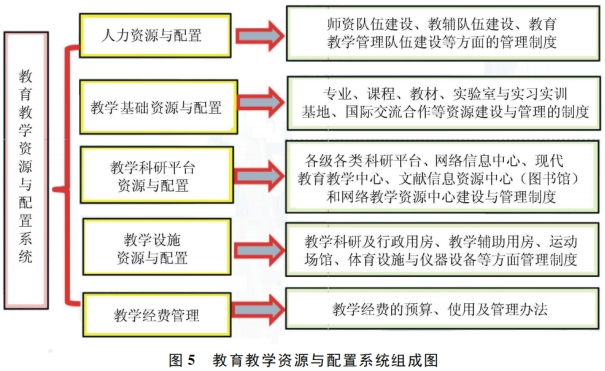 教育教学资源与配置系统
人力资源与配置
师资队伍建设、教辅队伍建设、教育
教学管理队伍建设等方面的管理制度
教学基础资源与配置
专业、课程、教材、实验室与实习实训
基地、国际交流合作等资源建设与管理的制度
教学科研平台
资源与配置
各级各类科研平台、网络信息中心、现代
教育教学中心、文献信息资源中心（图书馆）
和网络教学资源中心建设与管理制度
教学设施
资源与配置
教学科研及行政用房、教学辅助用房、运动
场馆、体育设施与仪器设备等方面管理制度
教学经费管理
教学经费的预算、使用及管理办法
图 5 教育教学资源与配置系统组成图